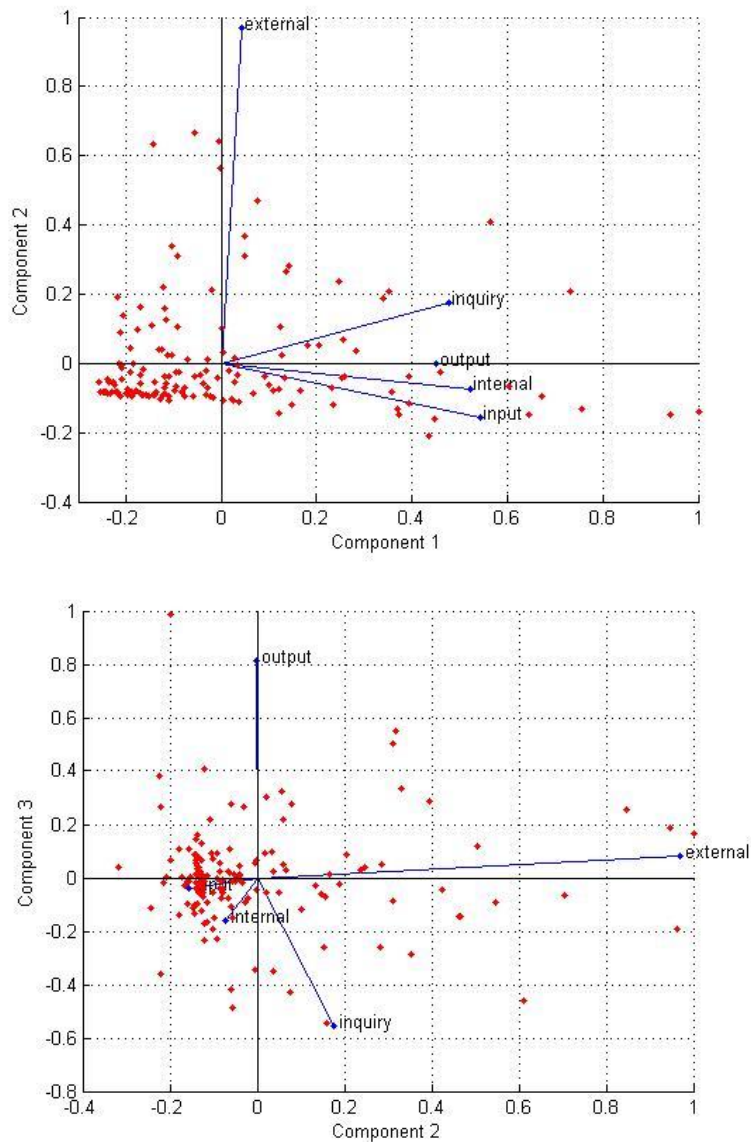 1
external
0.8
0.6
0.4
Component 2
0.2
inquiry
0
output
internal
input
-0.2
-0.4
-0.2 0 0.2 0.4 0.6 0.8 1
Component 1
1
output
0.8
0.6
0.4
0.2
Component 3
external
0
input
internal
-0.2
-0.4
inquiry
-0.6
-0.8
-0.4 -0.2 0 0.2 0.4 0.6 0.8 1
Component 2